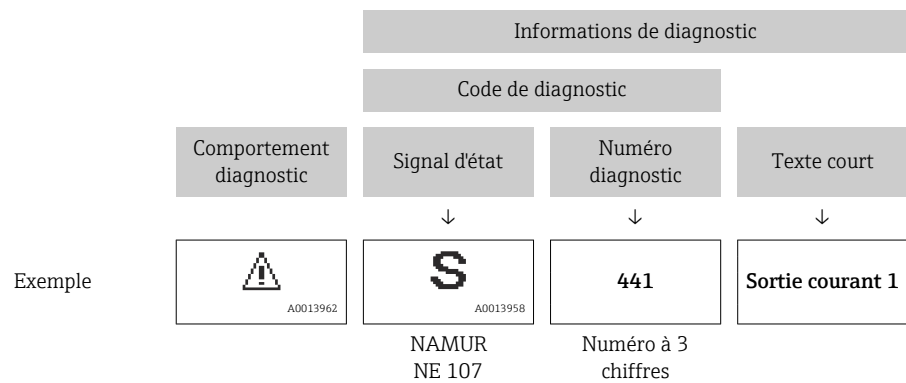 Informations de diagnostic
Code de diagnostic
Comportement
diagnostic
Signal d'état
Numéro
diagnostic
Texte court
↓ ↓ ↓
Exemple
S
441
Sortie courant 1
A0013962
A0013958
NAMUR
NE 107
Numéro à 3
chiffres